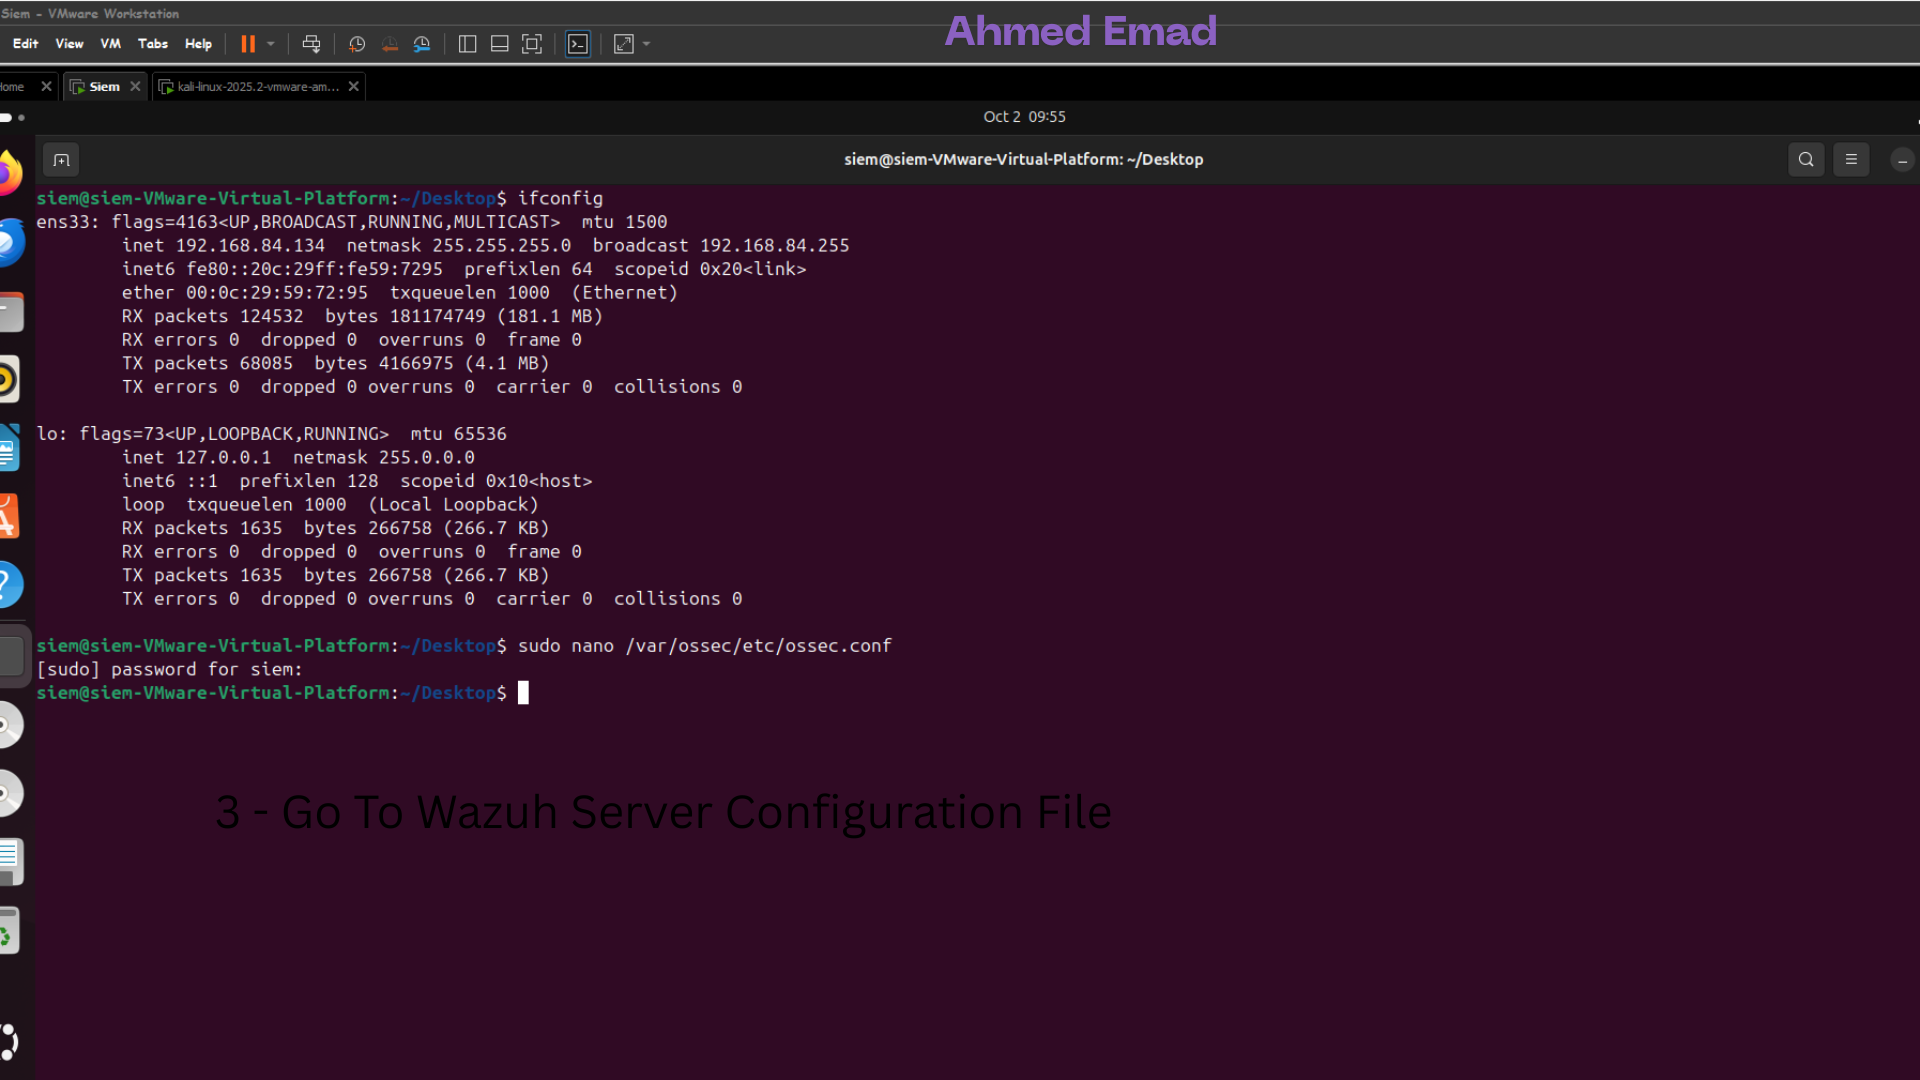 Siem - VMware Workstation
Ahmed Emad
Edit View VM Tabs Help
Home Siem kali-linux-2025.2-vmware-am...
Oct 2 09:55
siem@siem-VMware-Virtual-Platform: ~/Desktop
siem@siem-VMware-Virtual-Platform:~/Desktop$ ifconfig
ens33: flags=4163<UP,BROADCAST,RUNNING,MULTICAST>  mtu 1500
        inet 192.168.84.134  netmask 255.255.255.0  broadcast 192.168.84.255
        inet6 fe80::20c:29ff:fe59:7295  prefixlen 64  scopeid 0x20<link>
        ether 00:0c:29:59:72:95  txqueuelen 1000  (Ethernet)
        RX packets 124532  bytes 181174749 (181.1 MB)
        RX errors 0  dropped 0  overruns 0  frame 0
        TX packets 68085  bytes 4166975 (4.1 MB)
        TX errors 0  dropped 0 overruns 0  carrier 0  collisions 0
lo: flags=73<UP,LOOPBACK,RUNNING>  mtu 65536
        inet 127.0.0.1  netmask 255.0.0.0
        inet6 ::1  prefixlen 128  scopeid 0x10<host>
        loop  txqueuelen 1000  (Local Loopback)
        RX packets 1635  bytes 266758 (266.7 KB)
        RX errors 0  dropped 0  overruns 0  frame 0
        TX packets 1635  bytes 266758 (266.7 KB)
        TX errors 0  dropped 0 overruns 0  carrier 0  collisions 0
siem@siem-VMware-Virtual-Platform:~/Desktop$ sudo nano /var/ossec/etc/ossec.conf
[sudo] password for siem:
siem@siem-VMware-Virtual-Platform:~/Desktop$
3 - Go To Wazuh Server Configuration File